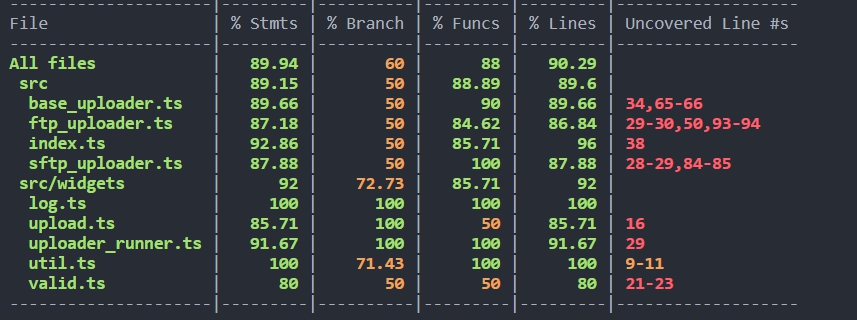 ---------------------|---------|----------|---------|---------|-------------------
File | % Stmts | % Branch | % Funcs | % Lines | Uncovered Line #s
---------------------|---------|----------|---------|---------|-------------------
All files | 89.94 | 60 | 88 | 90.29 |
src | 89.15 | 50 | 88.89 | 89.6 |
base_uploader.ts | 89.66 | 50 | 90 | 89.66 | 34,65-66
ftp_uploader.ts | 87.18 | 50 | 84.62 | 86.84 | 29-30,50,93-94
index.ts | 92.86 | 50 | 85.71 | 96 | 38
sftp_uploader.ts | 87.88 | 50 | 100 | 87.88 | 28-29,84-85
src/widgets | 92 | 72.73 | 85.71 | 92 |
log.ts | 100 | 100 | 100 | 100 |
upload.ts | 85.71 | 100 | 50 | 85.71 | 16
uploader_runner.ts | 91.67 | 100 | 100 | 91.67 | 29
util.ts | 100 | 71.43 | 100 | 100 | 9-11
valid.ts | 80 | 50 | 50 | 80 | 21-23
---------------------|---------|----------|---------|---------|-------------------